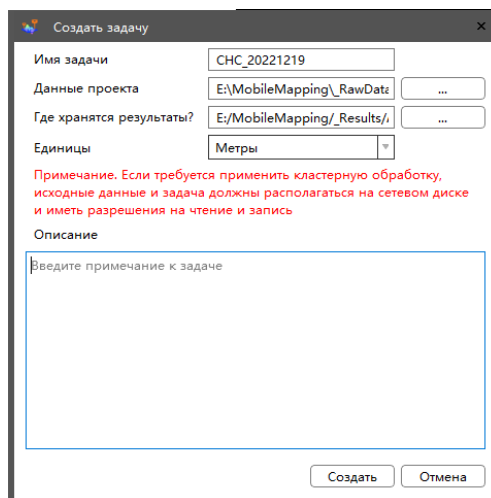 Создать задачу ×
Имя задачи CHC_20221219
Данные проекта E:\MobileMapping\_RawData ...
Где хранятся результаты? E:/MobileMapping/_Results/ ...
Единицы Метры
Примечание. Если требуется применить кластерную обработку,
исходные данные и задача должны располагаться на сетевом диске
и иметь разрешения на чтение и запись
Описание
Введите примечание к задаче
Создать Отмена